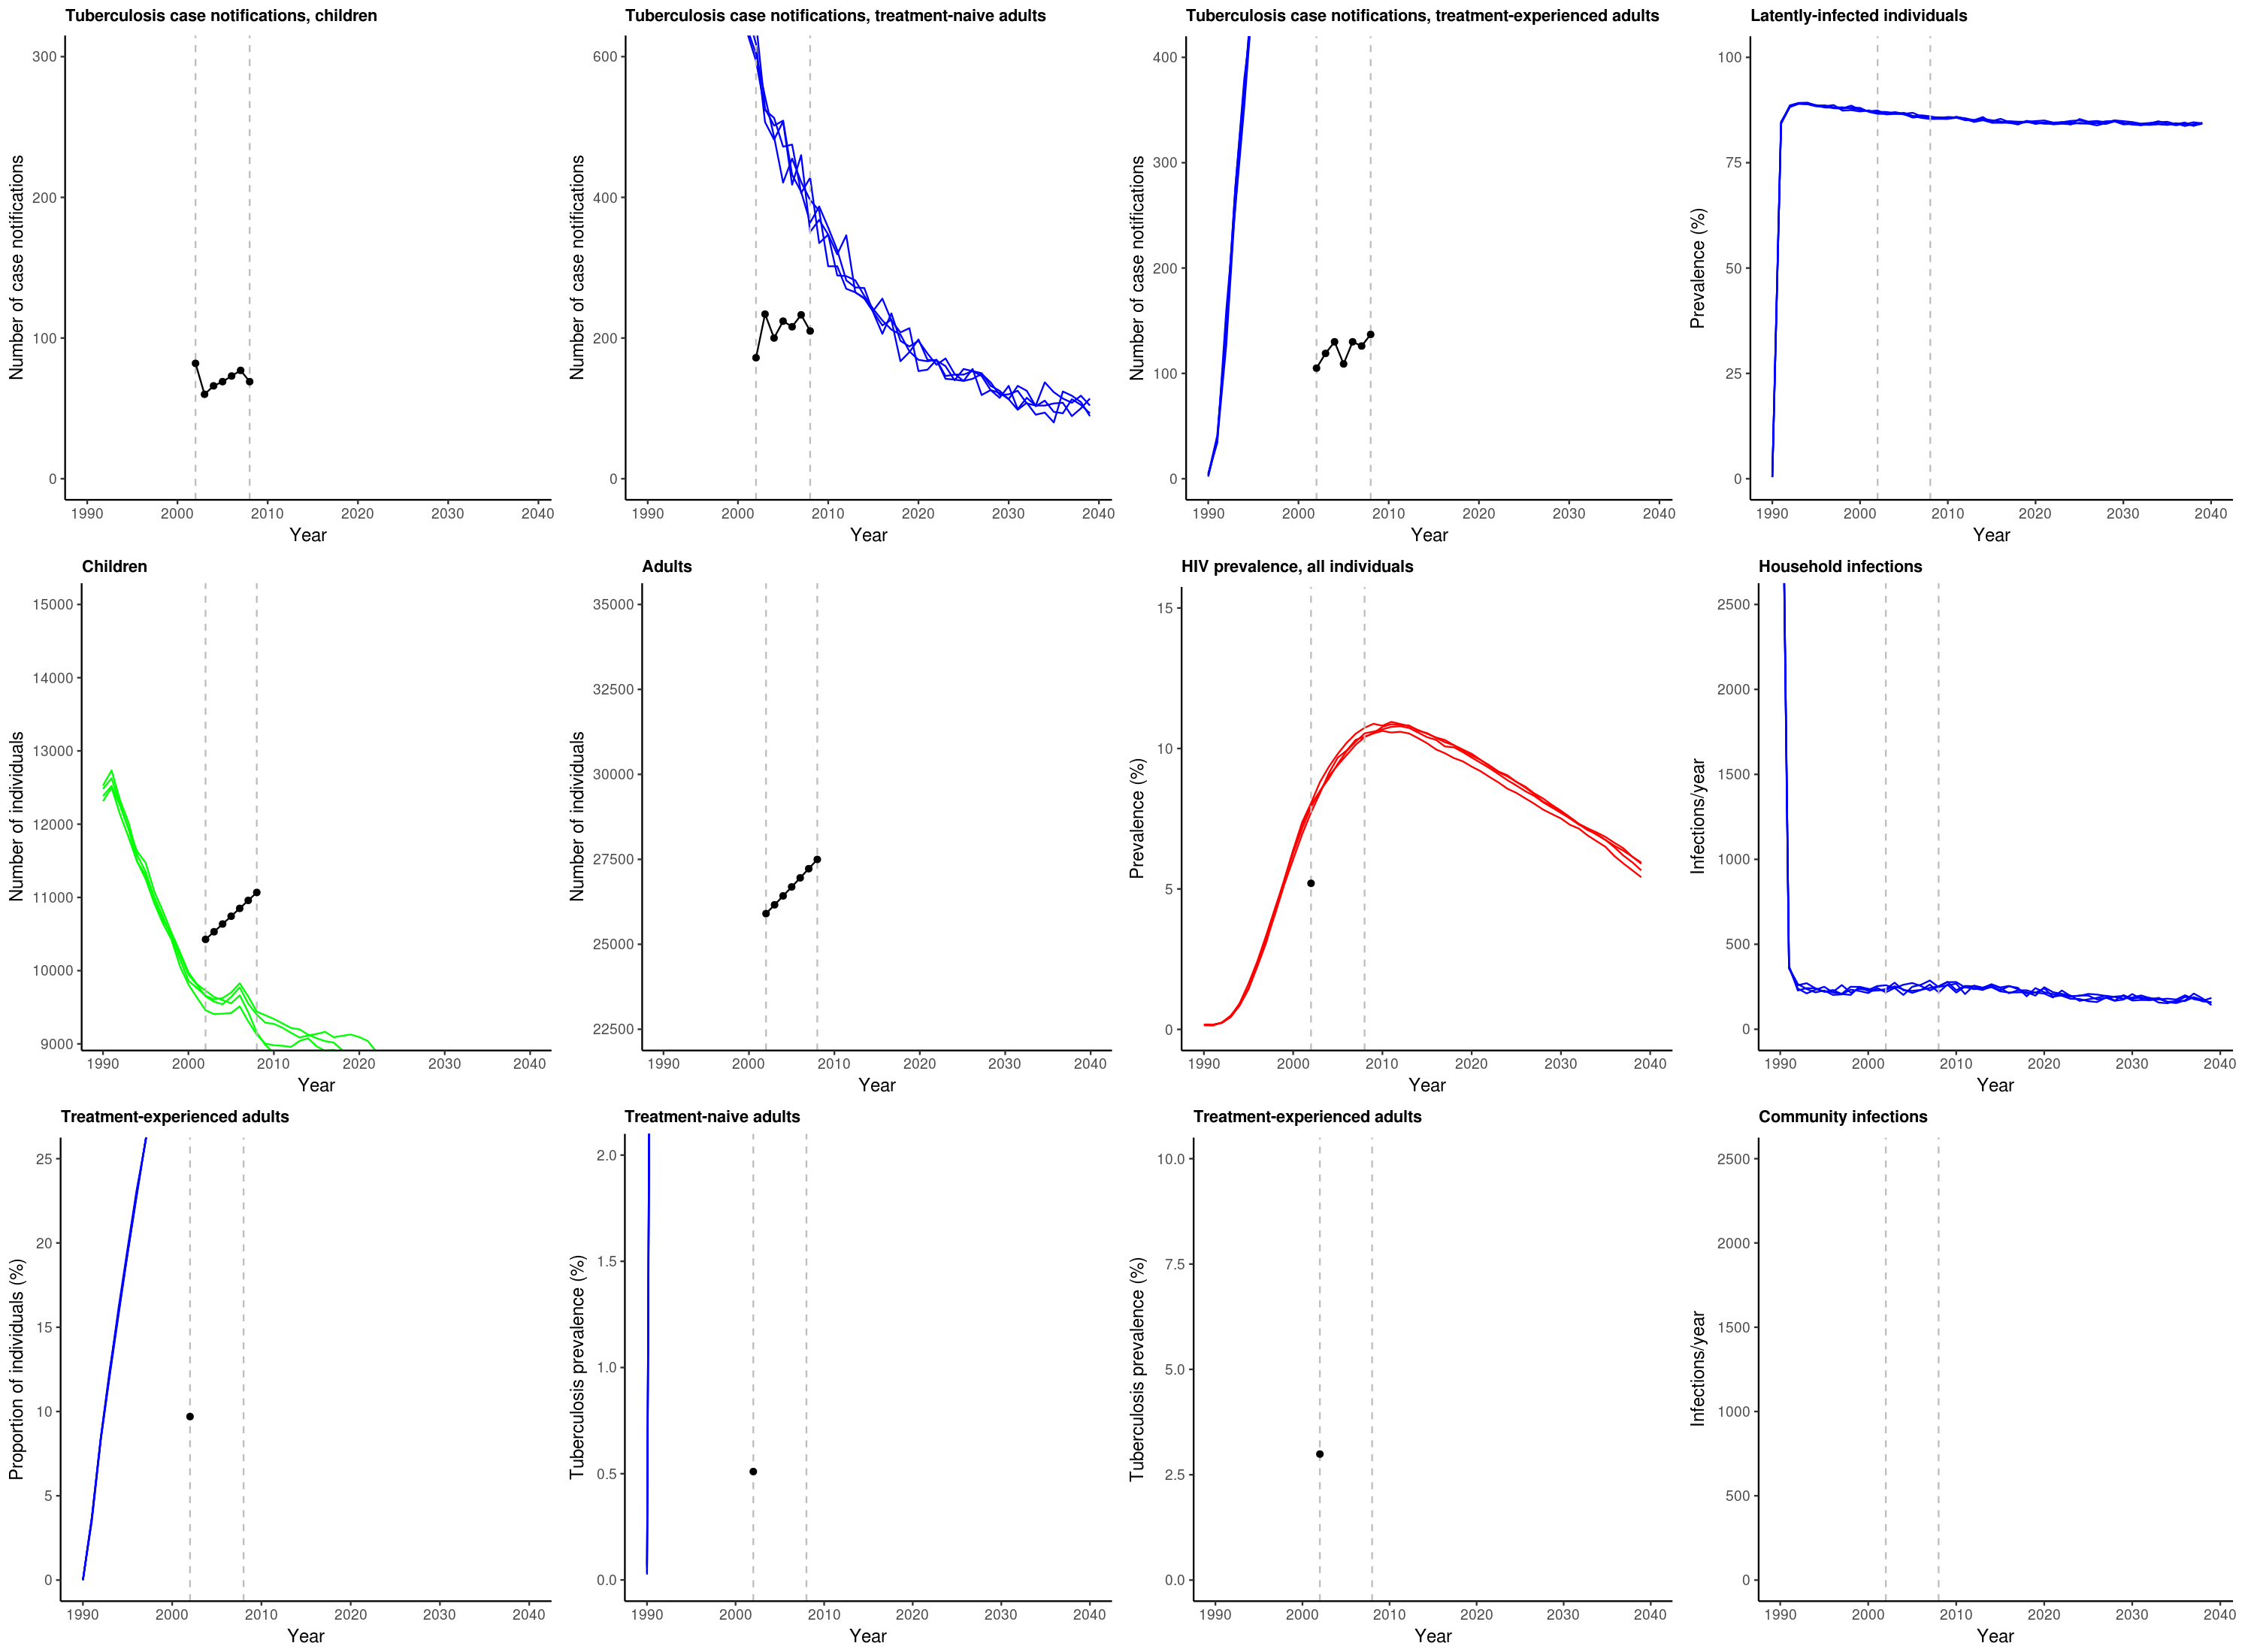 Tuberculosis case notifications, children
Number of case notifications
300
200
100
0
1990 2000 2010 2020 2030 2040
Year
Tuberculosis case notifications, treatment-naive adults
Number of case notifications
600
400
200
0
1990 2000 2010 2020 2030 2040
Year
Tuberculosis case notifications, treatment-experienced adults
Number of case notifications
400
300
200
100
0
1990 2000 2010 2020 2030 2040
Year
Latently-infected individuals
Prevalence (%)
100
75
50
25
0
1990 2000 2010 2020 2030 2040
Year
Children
Number of individuals
15000
14000
13000
12000
11000
10000
9000
1990 2000 2010 2020 2030 2040
Year
Adults
Number of individuals
35000
32500
30000
27500
25000
22500
1990 2000 2010 2020 2030 2040
Year
HIV prevalence, all individuals
Prevalence (%)
15
10
5
0
1990 2000 2010 2020 2030 2040
Year
Household infections
Infections/year
2500
2000
1500
1000
500
0
1990 2000 2010 2020 2030 2040
Year
Treatment-experienced adults
Proportion of individuals (%)
25
20
15
10
5
0
1990 2000 2010 2020 2030 2040
Year
Treatment-naive adults
Tuberculosis prevalence (%)
2.0
1.5
1.0
0.5
0.0
1990 2000 2010 2020 2030 2040
Year
Treatment-experienced adults
Tuberculosis prevalence (%)
10.0
7.5
5.0
2.5
0.0
1990 2000 2010 2020 2030 2040
Year
Community infections
Infections/year
2500
2000
1500
1000
500
0
1990 2000 2010 2020 2030 2040
Year